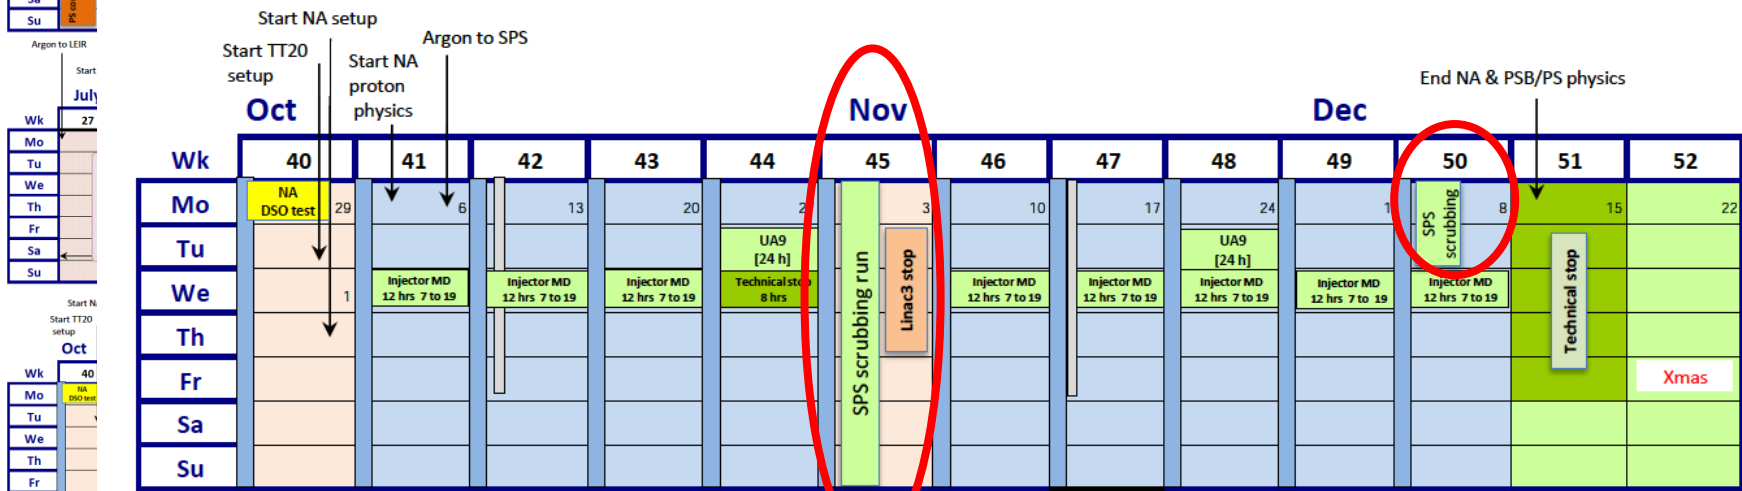 Su
PS
Argon to LEIR
Start
July
Wk 27
Mo
Tu
We
Th
Fr
Sa
Su
Start
Start TT20
setup
Oct
Wk 40
Mo NA
DSO test
Tu
We
Th
Fr
Start NA setup
Start TT20
setup
Start NA
proton
physics
Argon to SPS
End NA & PSB/PS physics
Oct Nov Dec
Wk 40 41 42 43 44 45 46 47 48 49 50 51 52
Mo NA
DSO test 29 6 13 20 2 3 10 17 24 1 8 15 22
SPS
scrubbing
Tu UA9
[24 h] UA9
[24 h]
We 1 Injector MD
12 hrs 7 to 19 Injector MD
12 hrs 7 to 19 Injector MD
12 hrs 7 to 19 Technical stop
8 hrs Injector MD
12 hrs 7 to 19 Injector MD
12 hrs 7 to 19 Injector MD
12 hrs 7 to 19 Injector MD
12 hrs 7 to 19 Injector MD
12 hrs 7 to 19
SPS scrubbing run
Linac3 stop
Technical stop
Th
Fr Xmas
Sa
Su